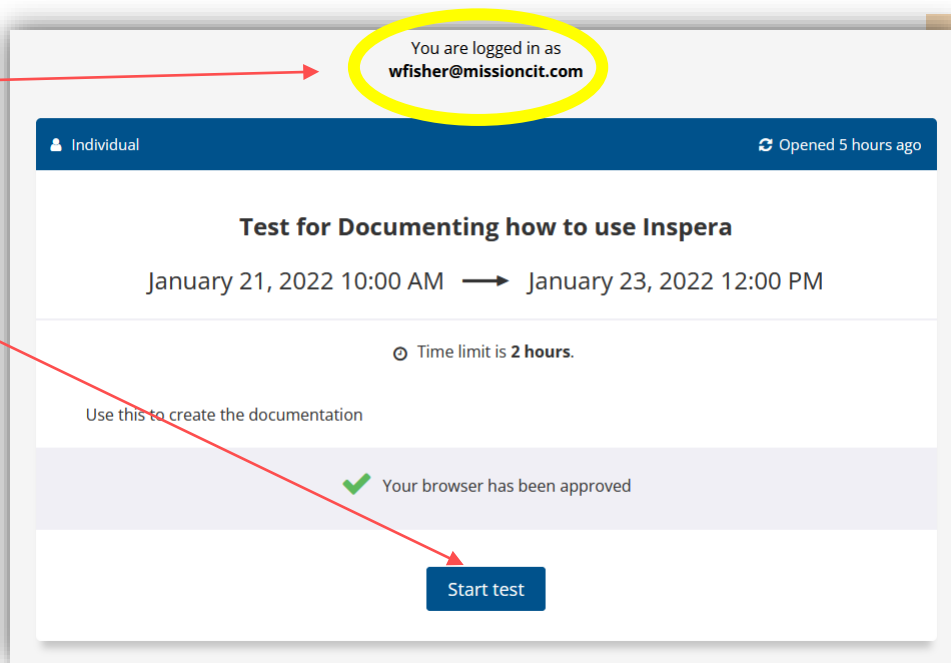 You are logged in as
wfisher@missioncit.com
Individual
Opened 5 hours ago
Test for Documenting how to use Inspera
January 21, 2022 10:00 AM → January 23, 2022 12:00 PM
Time limit is 2 hours.
Use this to create the documentation
Your browser has been approved
Start test